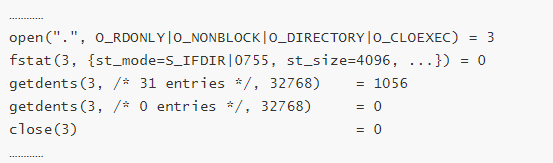 …………
open(".", O_RDONLY|O_NONBLOCK|O_DIRECTORY|O_CLOEXEC) = 3
fstat(3, {st_mode=S_IFDIR|0755, st_size=4096, ...}) = 0
getdents(3, /* 31 entries */, 32768)    = 1056
getdents(3, /* 0 entries */, 32768)     = 0
close(3)                                = 0
…………